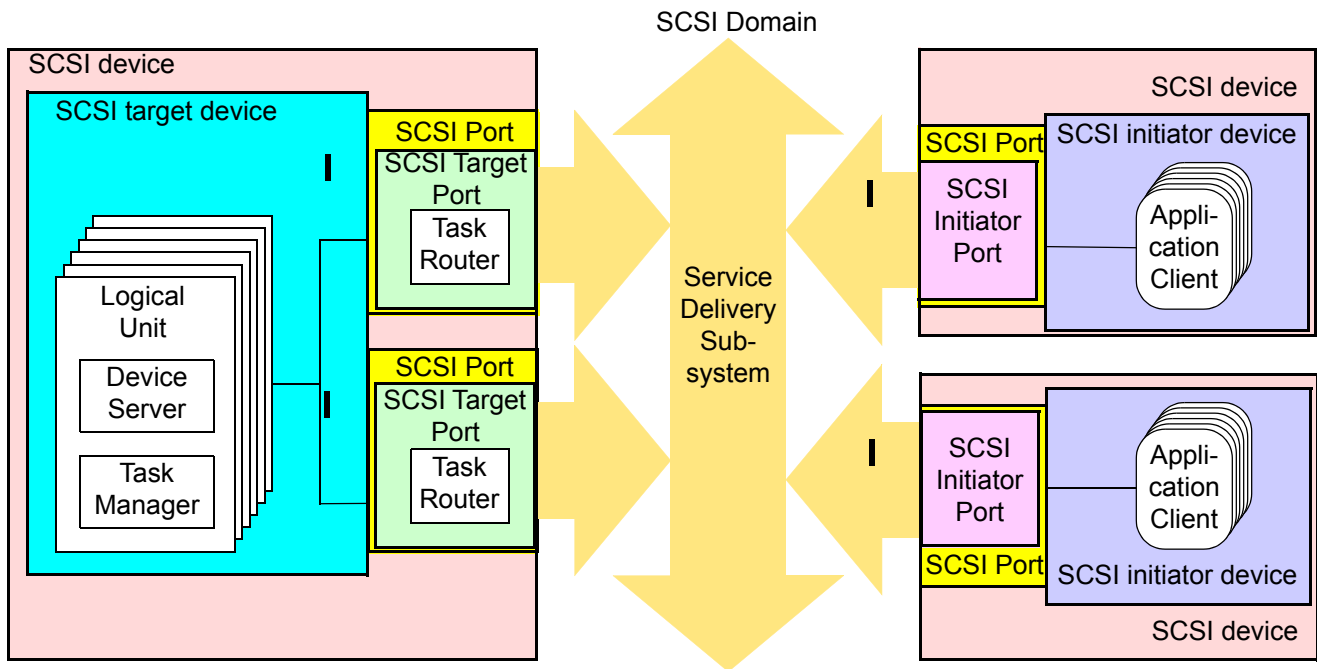 SCSI Domain
SCSI device
SCSI target device
SCSI Port
SCSI Target
Port
Task
Router
Logical
Unit
Device
Server
Task
Manager
SCSI Port
SCSI Target
Port
Task
Router
Service
Delivery
Sub-
system
SCSI device
SCSI Port
SCSI initiator device
SCSI
Initiator
Port
Appli-
cation
Client
SCSI
Initiator
Port
Appli-
cation
Client
SCSI Port
SCSI initiator device
SCSI device